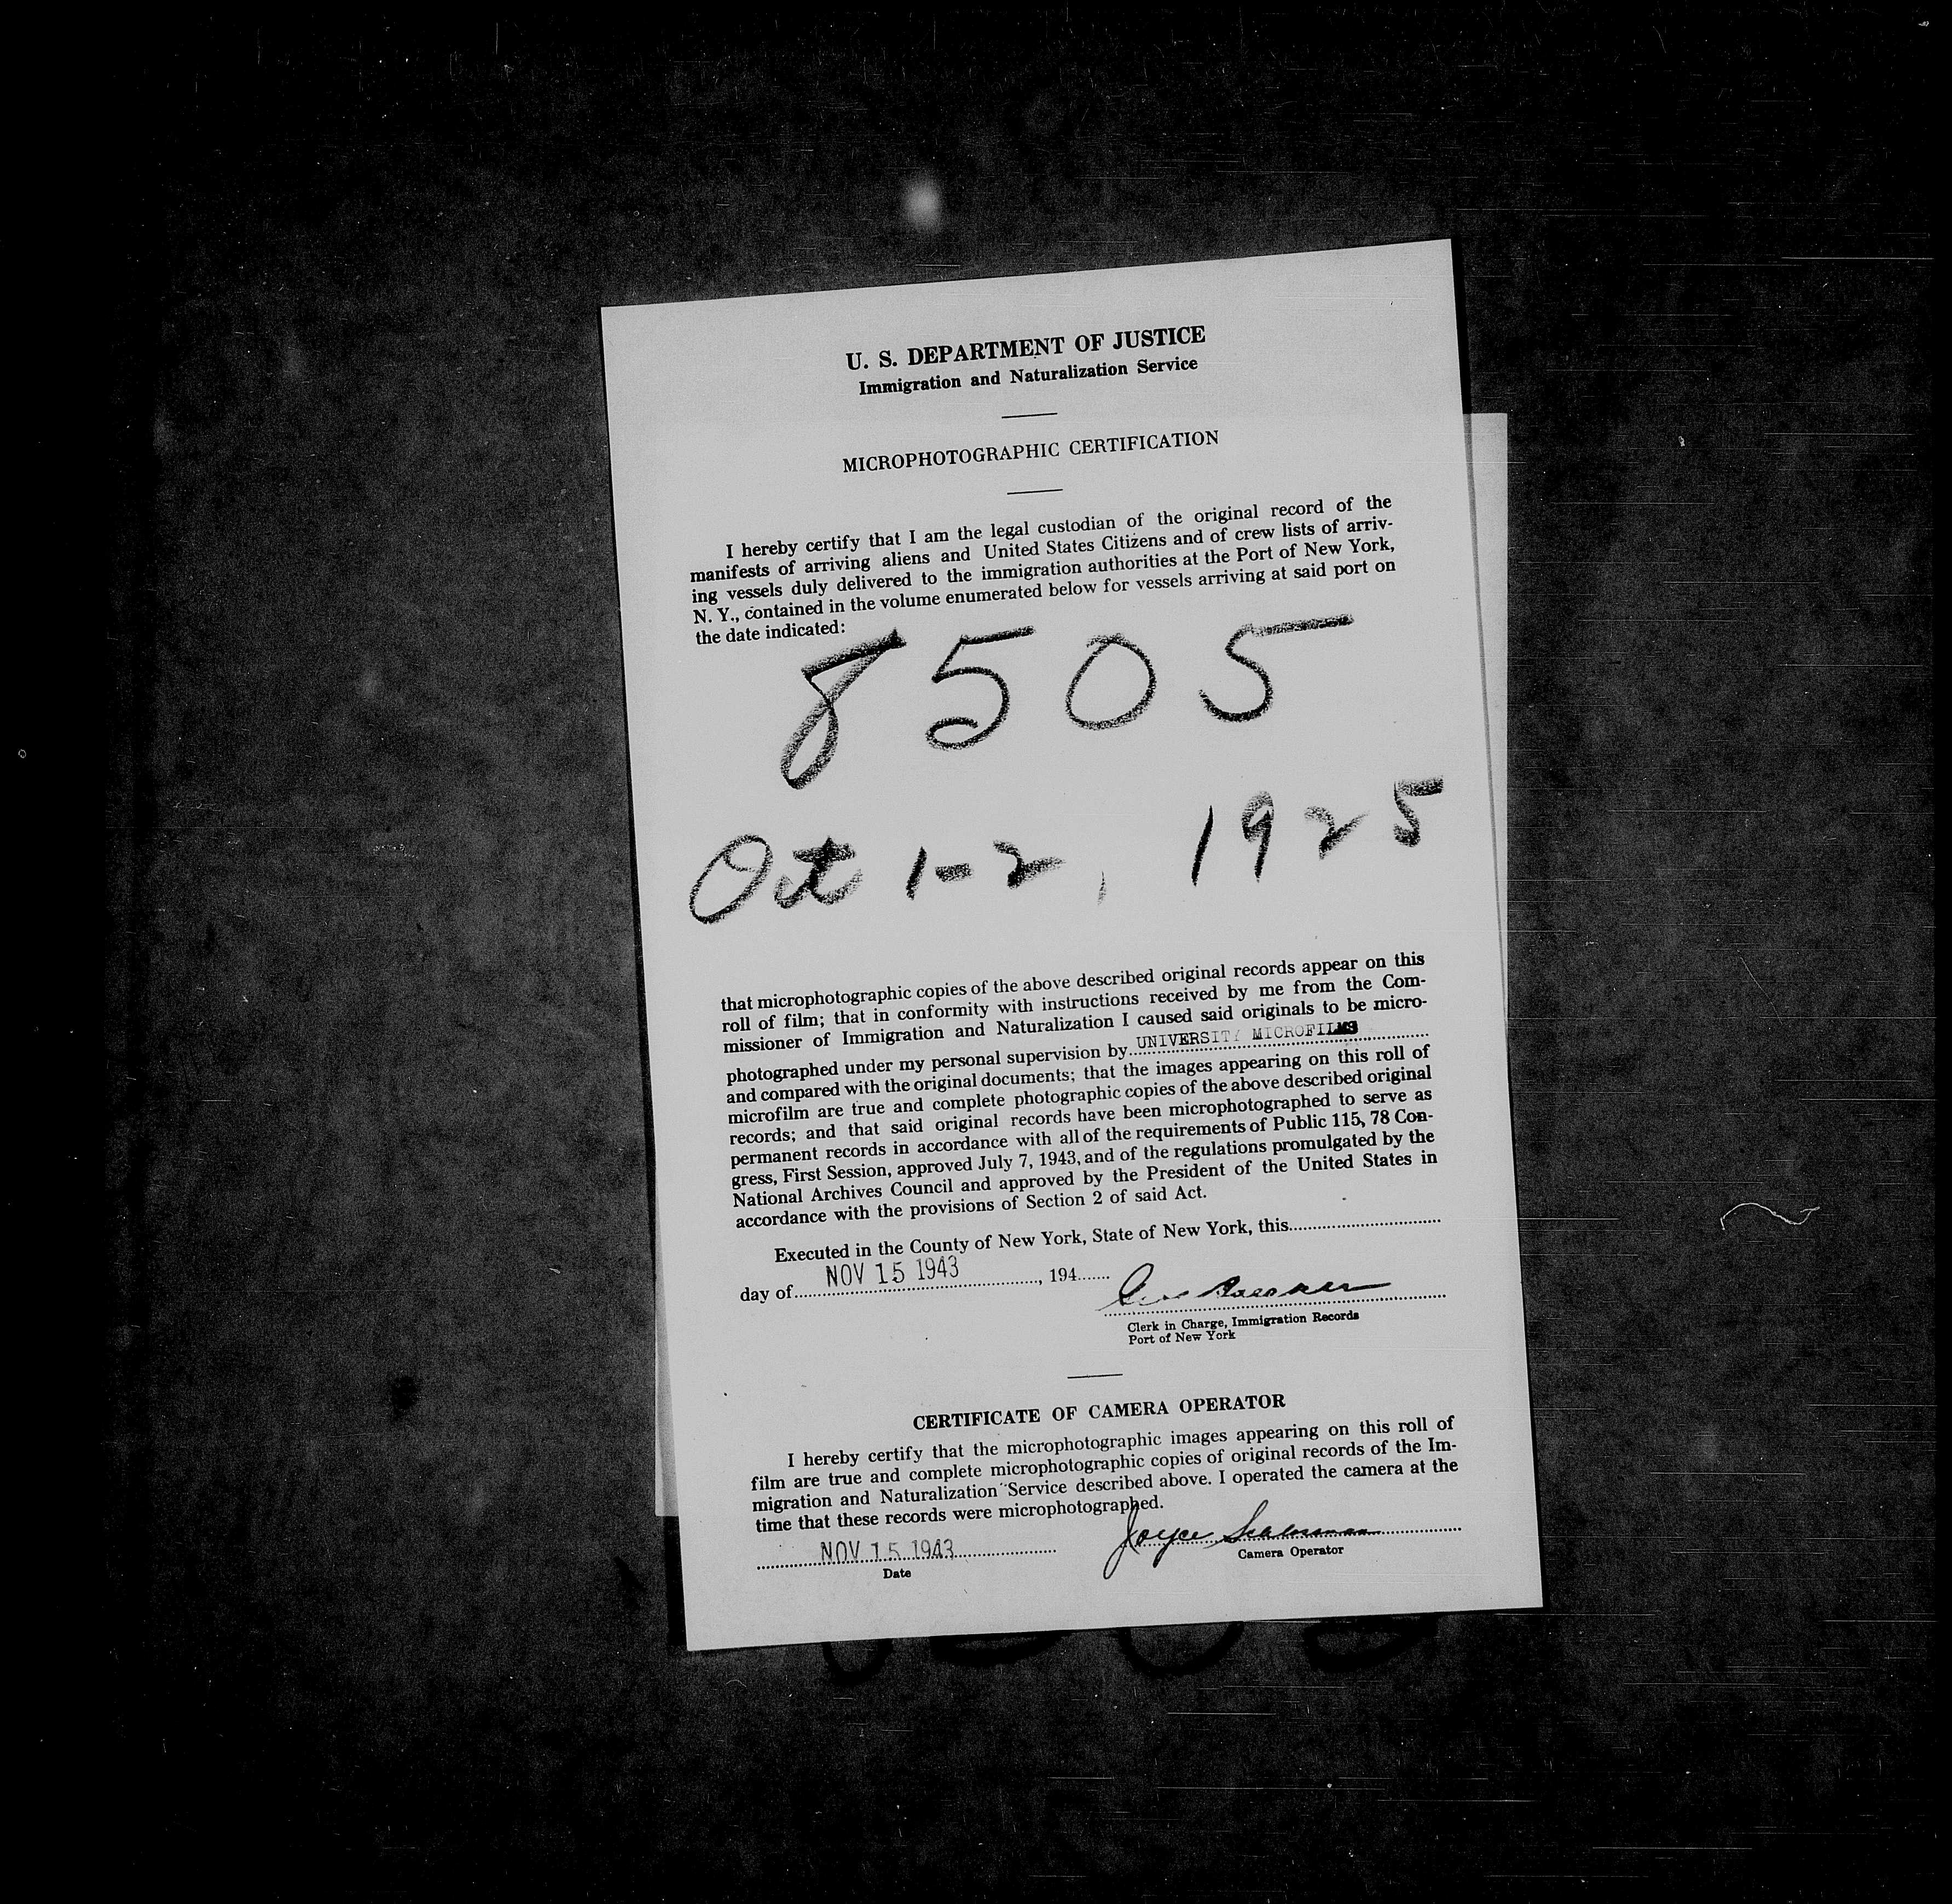 U. S. DEPARTMENT OF JUSTICE
Immigration and Naturalization Service
MICROPHOTOGRAPHIC CERTIFICATION
I hereby certify that I am the legal custodian of the original record of the
manifests of arriving aliens and United States Citizens and of crew lists of arriv-
ing vessels duly delivered to the immigration authorities at the Port of New York,
N. Y., contained in the volume enumerated below for vessels arriving at said port on
the date indicated:
8505
Oct 1-2, 1925
that microphotographic copies of the above described original records appear on this
roll of film; that in conformity with instructions received by me from the Com-
missioner of Immigration and Naturalization I caused said originals to be micro-
photographed under my personal supervision by UNIVERSITY MICROFILMS
and compared with the original documents; that the images appearing on this roll of
microfilm are true and complete photographic copies of the above described original
records; and that said original records have been microphotographed to serve as
permanent records in accordance with all of the requirements of Public 115, 78 Con-
gress, First Session, approved July 7, 1943, and of the regulations promulgated by the
National Archives Council and approved by the President of the United States in
accordance with the provisions of Section 2 of said Act.
Executed in the County of New York, State of New York, this
day of NOV 15 1943, 194
Clerk in Charge, Immigration Records
Port of New York
CERTIFICATE OF CAMERA OPERATOR
I hereby certify that the microphotographic images appearing on this roll of
film are true and complete microphotographic copies of original records of the Im-
migration and Naturalization Service described above. I operated the camera at the
time that these records were microphotographed.
NOV 15 1943 Joyce
Date
Camera Operator